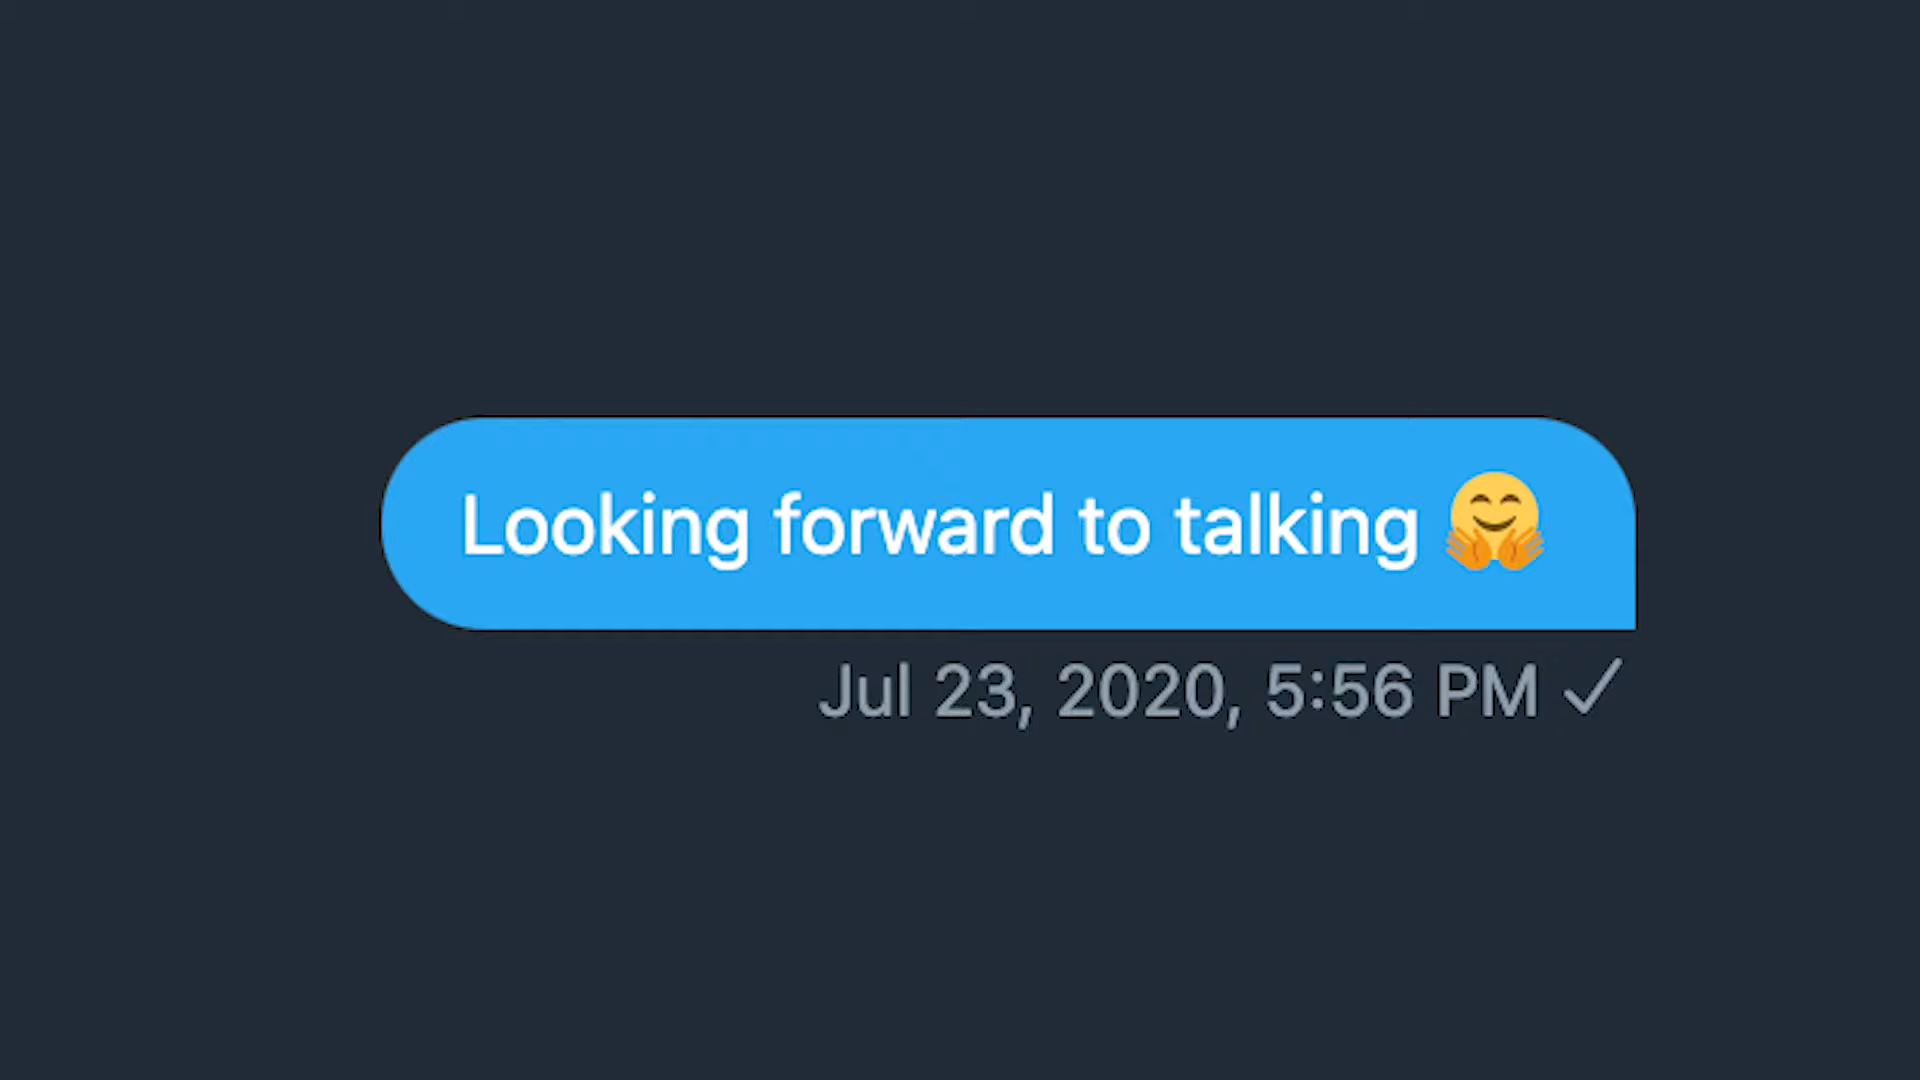 Looking forward to talking 🤗
Jul 23, 2020, 5:56 PM ✓